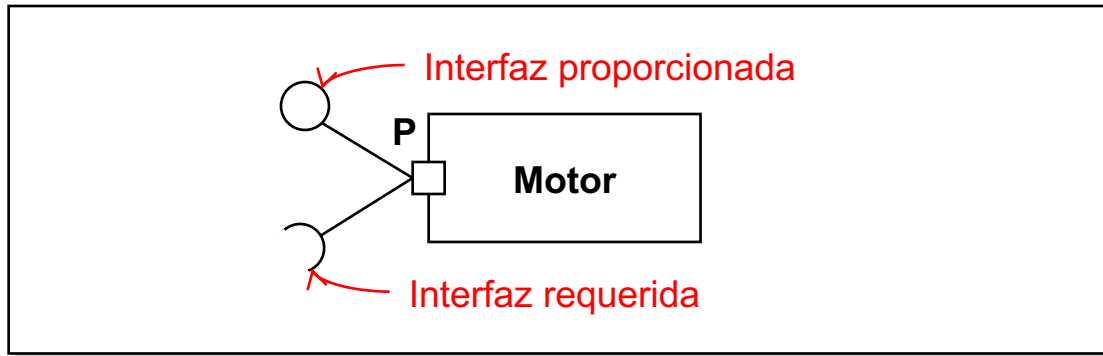 Interfaz proporcionada
P
Motor
Interfaz requerida